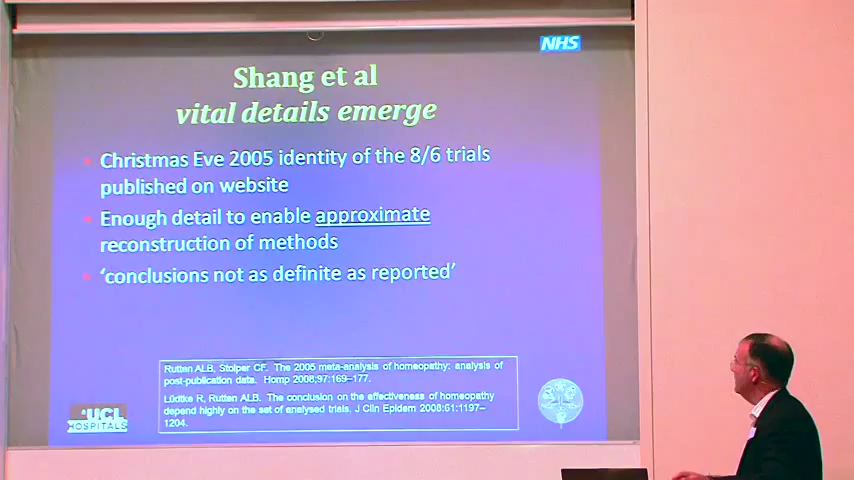 NHS
Shang et al
vital details emerge
Christmas Eve 2005 identity of the 8/6 trials
published on website
Enough detail to enable approximate
reconstruction of methods
‘conclusions not as definite as reported’
Rutten ALB, Stolper CF. The 2005 meta-analysis of homeopathy: analysis of
post-publication data. Homp 2008;97:169–177.
Lüdtke R, Rutten ALB. The conclusion on the effectiveness of homeopathy
depend highly on the set of analysed trials. J Clin Epidem 2008:61:1197–
1204.
UCL
HOSPITALS